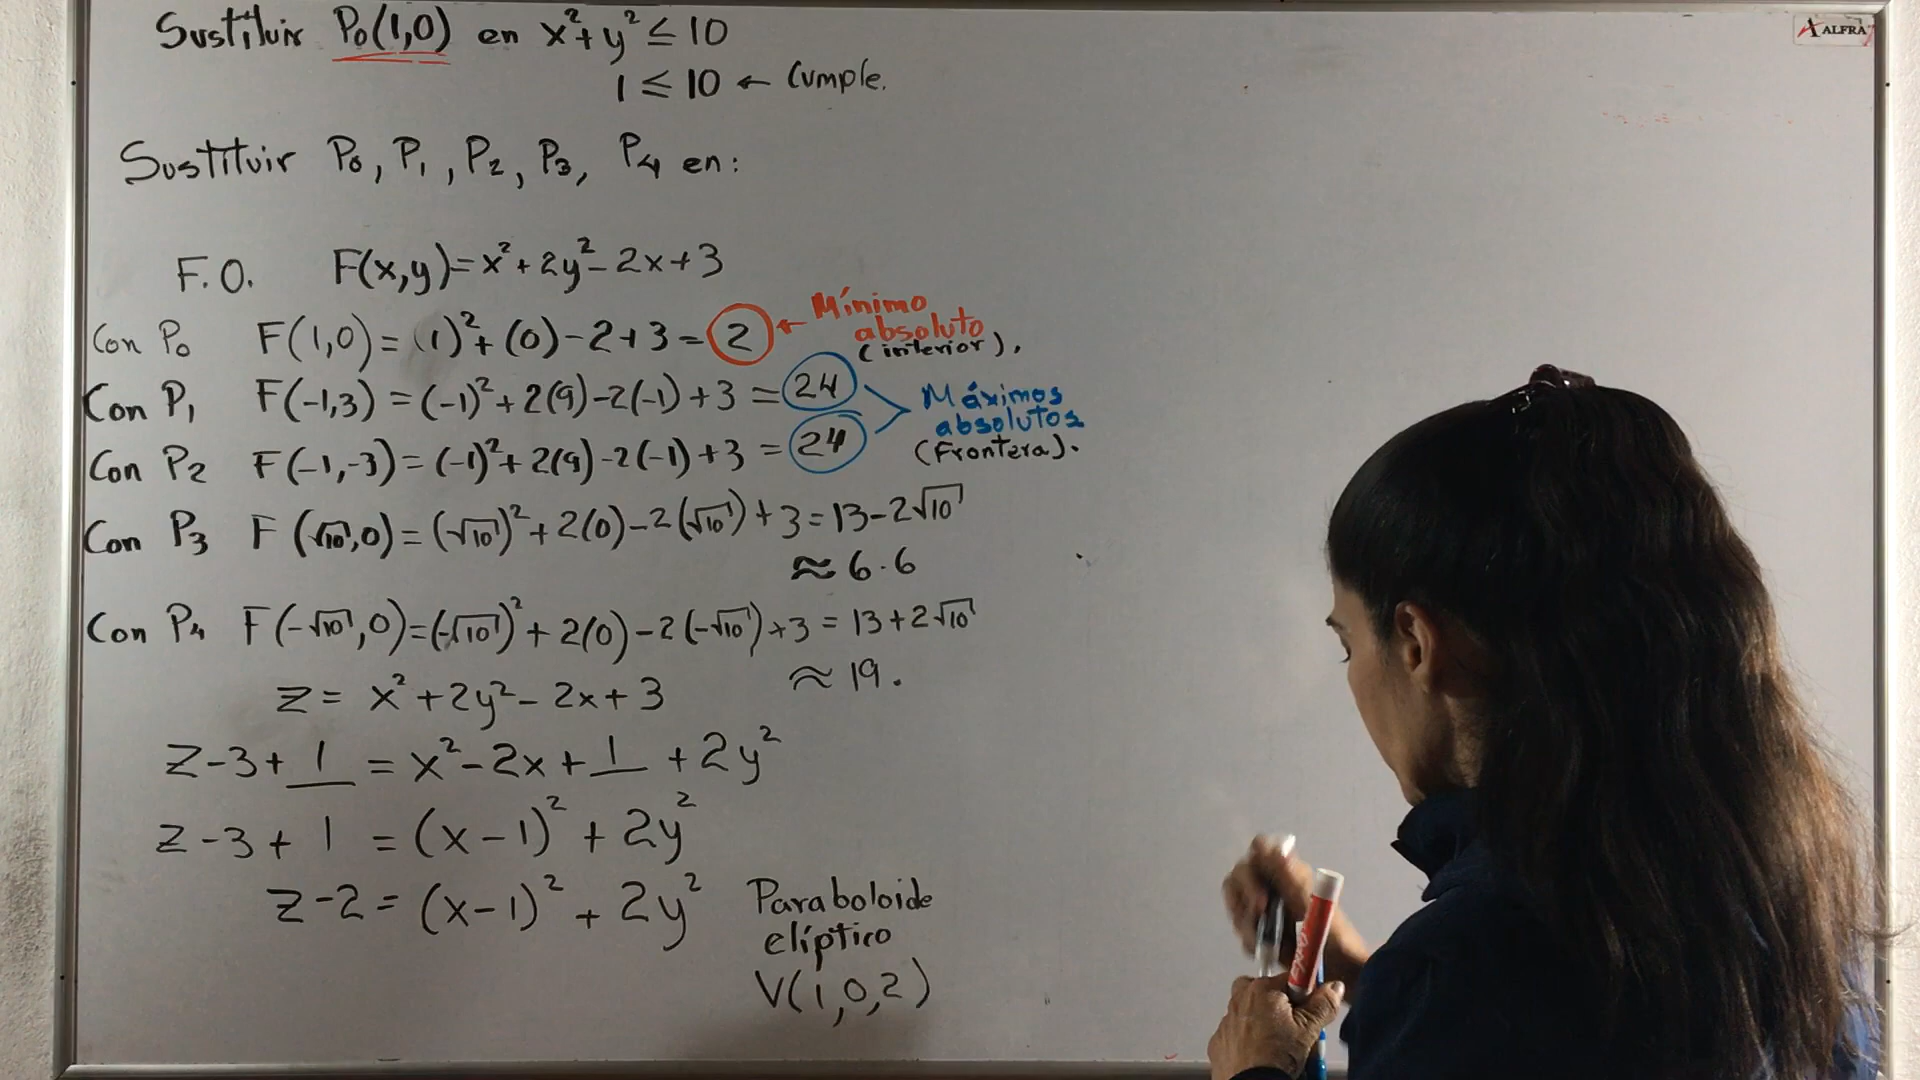 Sustituir P₀(1,0) en x²+y² ≤ 10
1 ≤ 10 ← Cumple.
ALFRA
Sustituir P₀, P₁, P₂, P₃, P₄ en:
F.O. F(x,y)=x²+2y²-2x+3
Con P₀ F(1,0)=(1)²+(0)-2+3=2 ← Mínimo absoluto (interior).
Con P₁ F(-1,3)=(-1)²+2(9)-2(-1)+3=24
Máximos absolutos (Frontera).
Con P₂ F(-1,-3)=(-1)²+2(9)-2(-1)+3=24
Con P₃ F(√10,0)=(√10)²+2(0)-2(√10)+3=13-2√10
≈ 6.6
Con P₄ F(-√10,0)=(-√10)²+2(0)-2(-√10)+3=13+2√10
≈ 19.
z= x²+2y²-2x+3
z-3+1 = x²-2x+1+2y²
z-3+1 = (x-1)²+2y²
z-2= (x-1)²+2y² Paraboloide
elíptico
V(1,0,2)